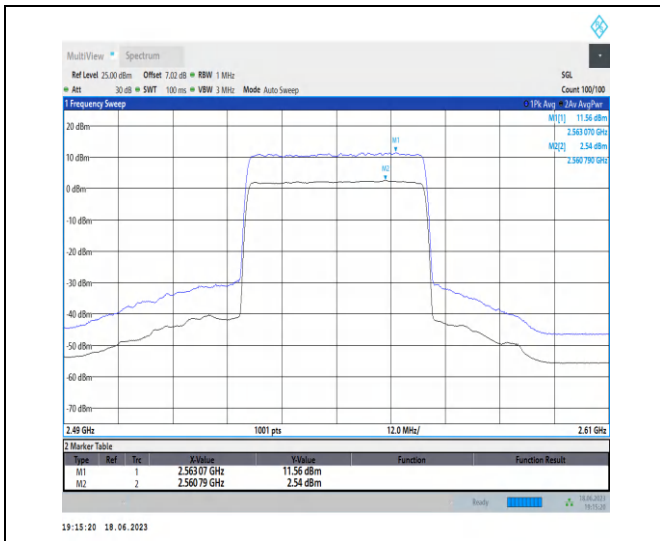 MultiView Spectrum
Ref Level 25.00 dBm Offset 7.02 dB RBW 1 MHz SGL
Att 30 dB SWT 100 ms VBW 3 MHz Mode Auto Sweep Count 100/100
1 Frequency Sweep 1Pk Avg 2Av AvgPwr
M1[1] 11.56 dBm
2.563 070 GHz
M2[2] 2.54 dBm
2.560 790 GHz
20 dBm
M1
10 dBm
M2
0 dBm
-10 dBm
-20 dBm
-30 dBm
-40 dBm
-50 dBm
-60 dBm
-70 dBm
2.49 GHz 1001 pts 12.0 MHz/ 2.61 GHz
2 Marker Table
Type Ref Trc X-Value Y-Value Function Function Result
M1 1 2.563 07 GHz 11.56 dBm
M2 2 2.560 79 GHz 2.54 dBm
Ready 18.06.2023
19:15:20
19:15:20 18.06.2023